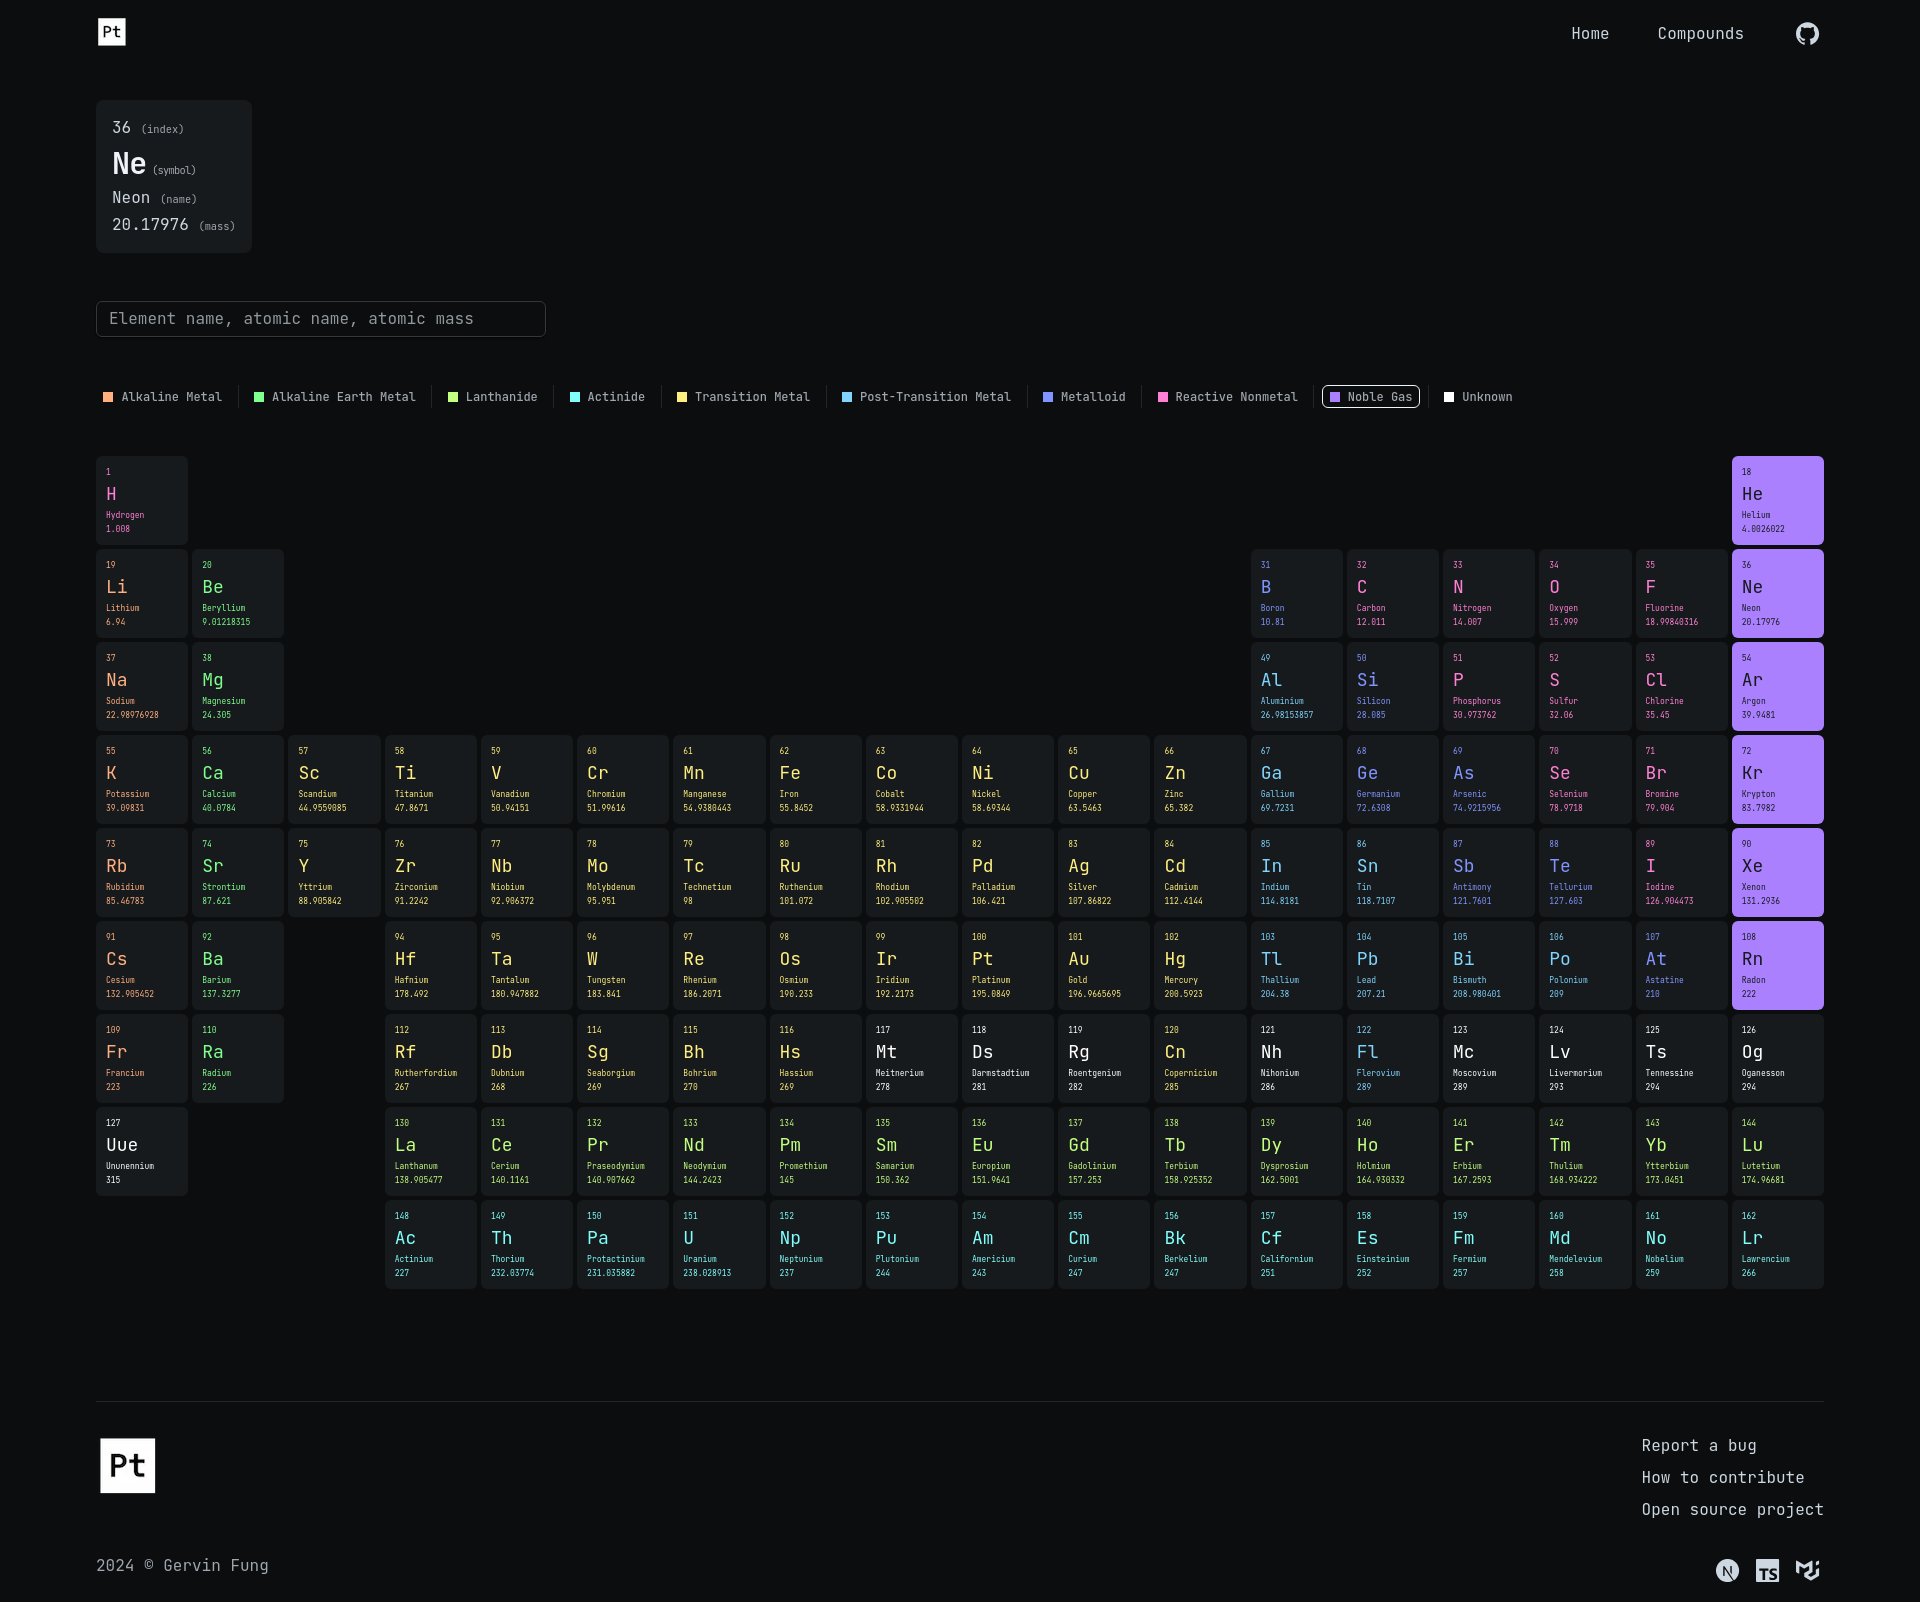 Pt
Home Compounds
36 (index)
Ne (symbol)
Neon (name)
20.17976 (mass)
Element name, atomic name, atomic mass
Alkaline Metal Alkaline Earth Metal Lanthanide Actinide Transition Metal Post-Transition Metal Metalloid Reactive Nonmetal Noble Gas Unknown
1 18
H He
Hydrogen Helium
1.008 4.0026022
19 20 31 32 33 34 35 36
Li Be B C N O F Ne
Lithium Beryllium Boron Carbon Nitrogen Oxygen Fluorine Neon
6.94 9.01218315 10.81 12.011 14.007 15.999 18.99840316 20.17976
37 38 49 50 51 52 53 54
Na Mg Al Si P S Cl Ar
Sodium Magnesium Aluminium Silicon Phosphorus Sulfur Chlorine Argon
22.98976928 24.305 26.98153857 28.085 30.973762 32.06 35.45 39.9481
55 56 57 58 59 60 61 62 63 64 65 66 67 68 69 70 71 72
K Ca Sc Ti V Cr Mn Fe Co Ni Cu Zn Ga Ge As Se Br Kr
Potassium Calcium Scandium Titanium Vanadium Chromium Manganese Iron Cobalt Nickel Copper Zinc Gallium Germanium Arsenic Selenium Bromine Krypton
39.09831 40.0784 44.9559085 47.8671 50.94151 51.99616 54.9380443 55.8452 58.9331944 58.69344 63.5463 65.382 69.7231 72.6308 74.9215956 78.9718 79.904 83.7982
73 74 75 76 77 78 79 80 81 82 83 84 85 86 87 88 89 90
Rb Sr Y Zr Nb Mo Tc Ru Rh Pd Ag Cd In Sn Sb Te I Xe
Rubidium Strontium Yttrium Zirconium Niobium Molybdenum Technetium Ruthenium Rhodium Palladium Silver Cadmium Indium Tin Antimony Tellurium Iodine Xenon
85.46783 87.621 88.905842 91.2242 92.906372 95.951 98 101.072 102.905502 106.421 107.86822 112.4144 114.8181 118.7107 121.7601 127.603 126.904473 131.2936
91 92 94 95 96 97 98 99 100 101 102 103 104 105 106 107 108
Cs Ba Hf Ta W Re Os Ir Pt Au Hg Tl Pb Bi Po At Rn
Cesium Barium Hafnium Tantalum Tungsten Rhenium Osmium Iridium Platinum Gold Mercury Thallium Lead Bismuth Polonium Astatine Radon
132.905452 137.3277 178.492 180.947882 183.841 186.2071 190.233 192.2173 195.0849 196.9665695 200.5923 204.38 207.21 208.980401 209 210 222
109 110 112 113 114 115 116 117 118 119 120 121 122 123 124 125 126
Fr Ra Rf Db Sg Bh Hs Mt Ds Rg Cn Nh Fl Mc Lv Ts Og
Francium Radium Rutherfordium Dubnium Seaborgium Bohrium Hassium Meitnerium Darmstadtium Roentgenium Copernicium Nihonium Flerovium Moscovium Livermorium Tennessine Oganesson
223 226 267 268 269 270 269 278 281 282 285 286 289 289 293 294 294
127 130 131 132 133 134 135 136 137 138 139 140 141 142 143 144
Uue La Ce Pr Nd Pm Sm Eu Gd Tb Dy Ho Er Tm Yb Lu
Ununennium Lanthanum Cerium Praseodymium Neodymium Promethium Samarium Europium Gadolinium Terbium Dysprosium Holmium Erbium Thulium Ytterbium Lutetium
315 138.905477 140.1161 140.907662 144.2423 145 150.362 151.9641 157.253 158.925352 162.5001 164.930332 167.2593 168.934222 173.0451 174.96681
148 149 150 151 152 153 154 155 156 157 158 159 160 161 162
Ac Th Pa U Np Pu Am Cm Bk Cf Es Fm Md No Lr
Actinium Thorium Protactinium Uranium Neptunium Plutonium Americium Curium Berkelium Californium Einsteinium Fermium Mendelevium Nobelium Lawrencium
227 232.03774 231.035882 238.028913 237 244 243 247 247 251 252 257 258 259 266
Pt
Report a bug
How to contribute
Open source project
2024 © Gervin Fung
N TS